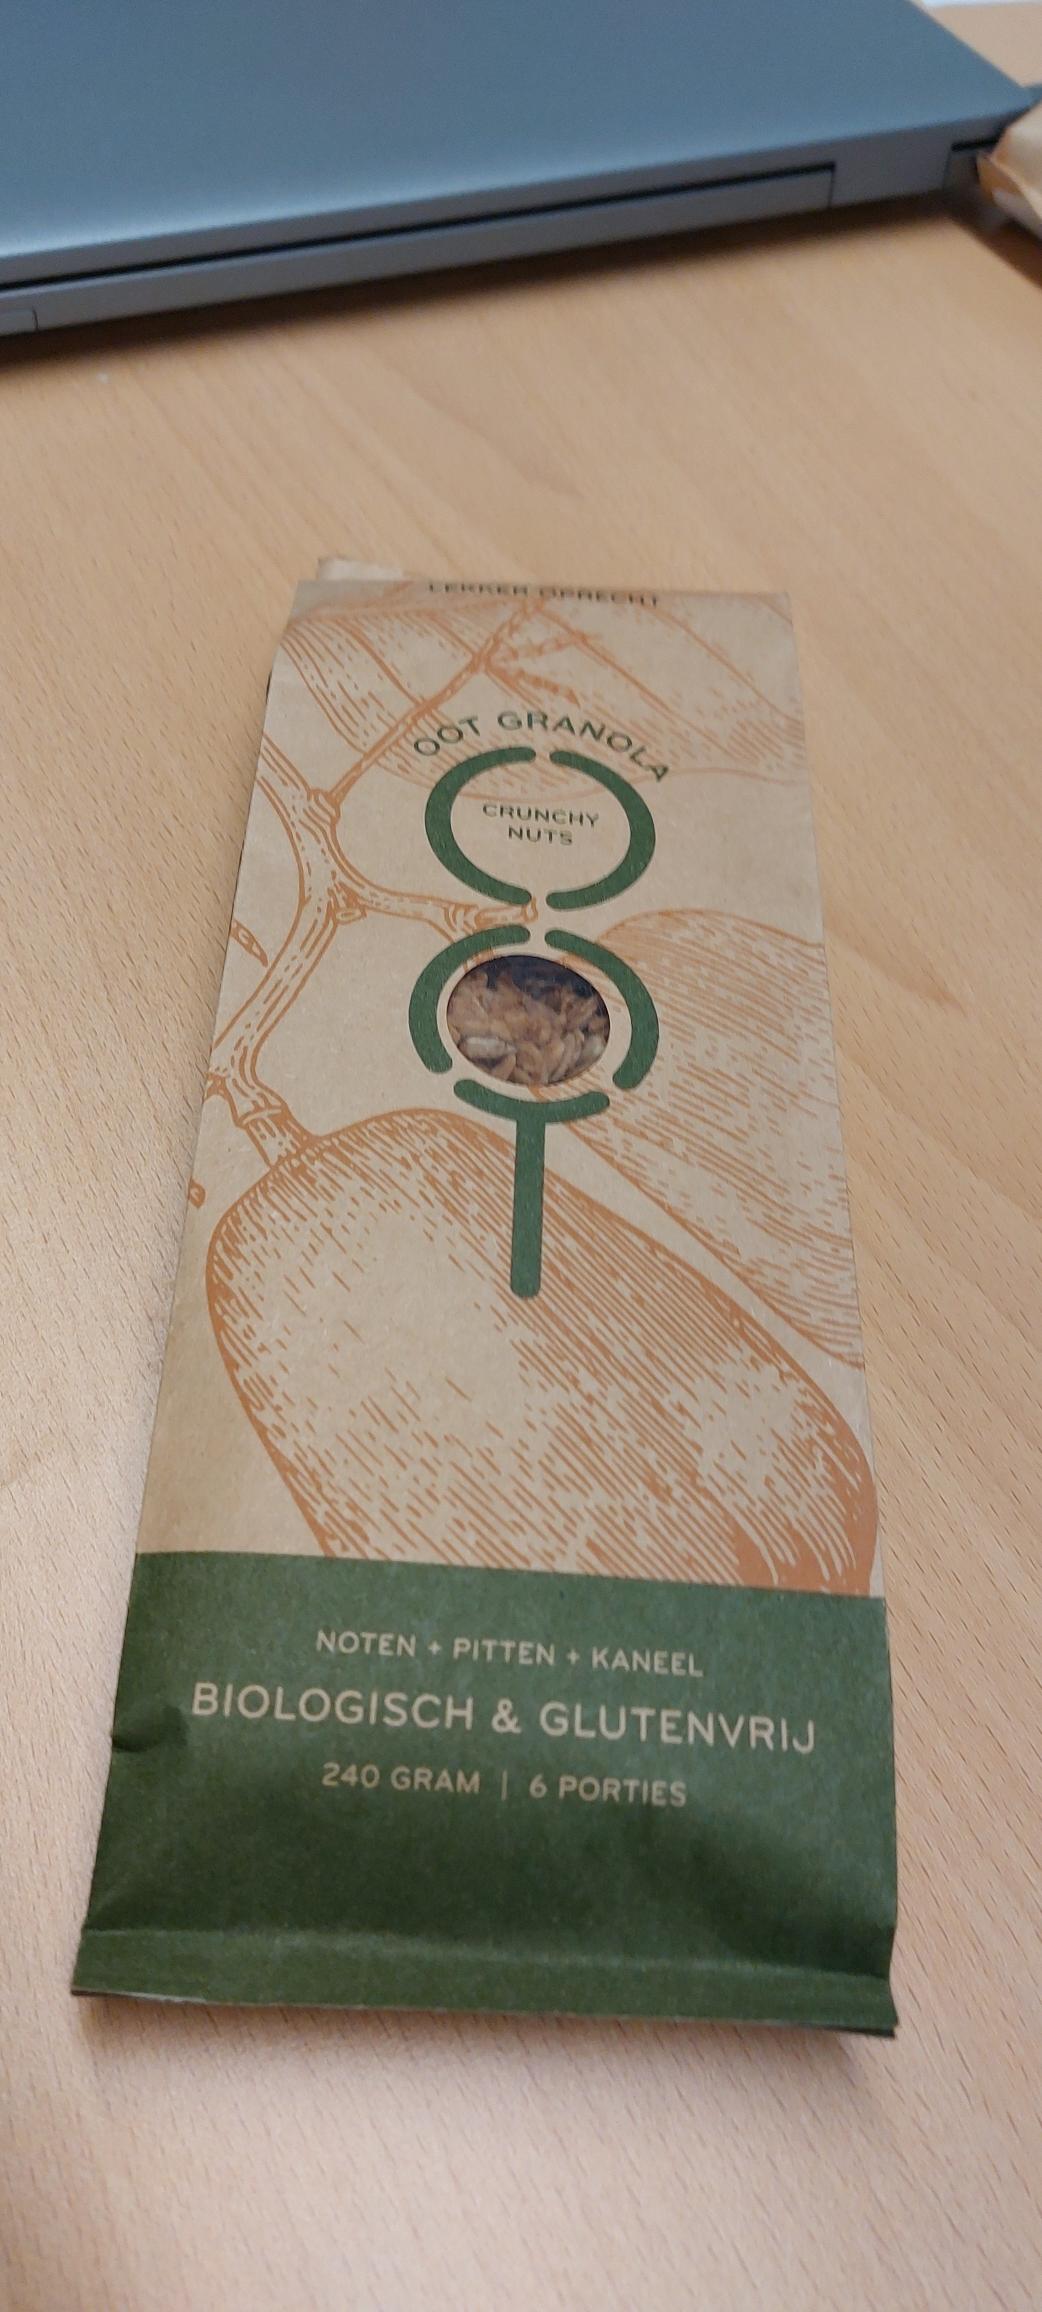 LEKKER OPRECHT
OOT GRANOLA
CRUNCHY
NUTS
NOTEN + PITTEN + KANEEL
BIOLOGISCH & GLUTENVRIJ
240 GRAM | 6 PORTIES